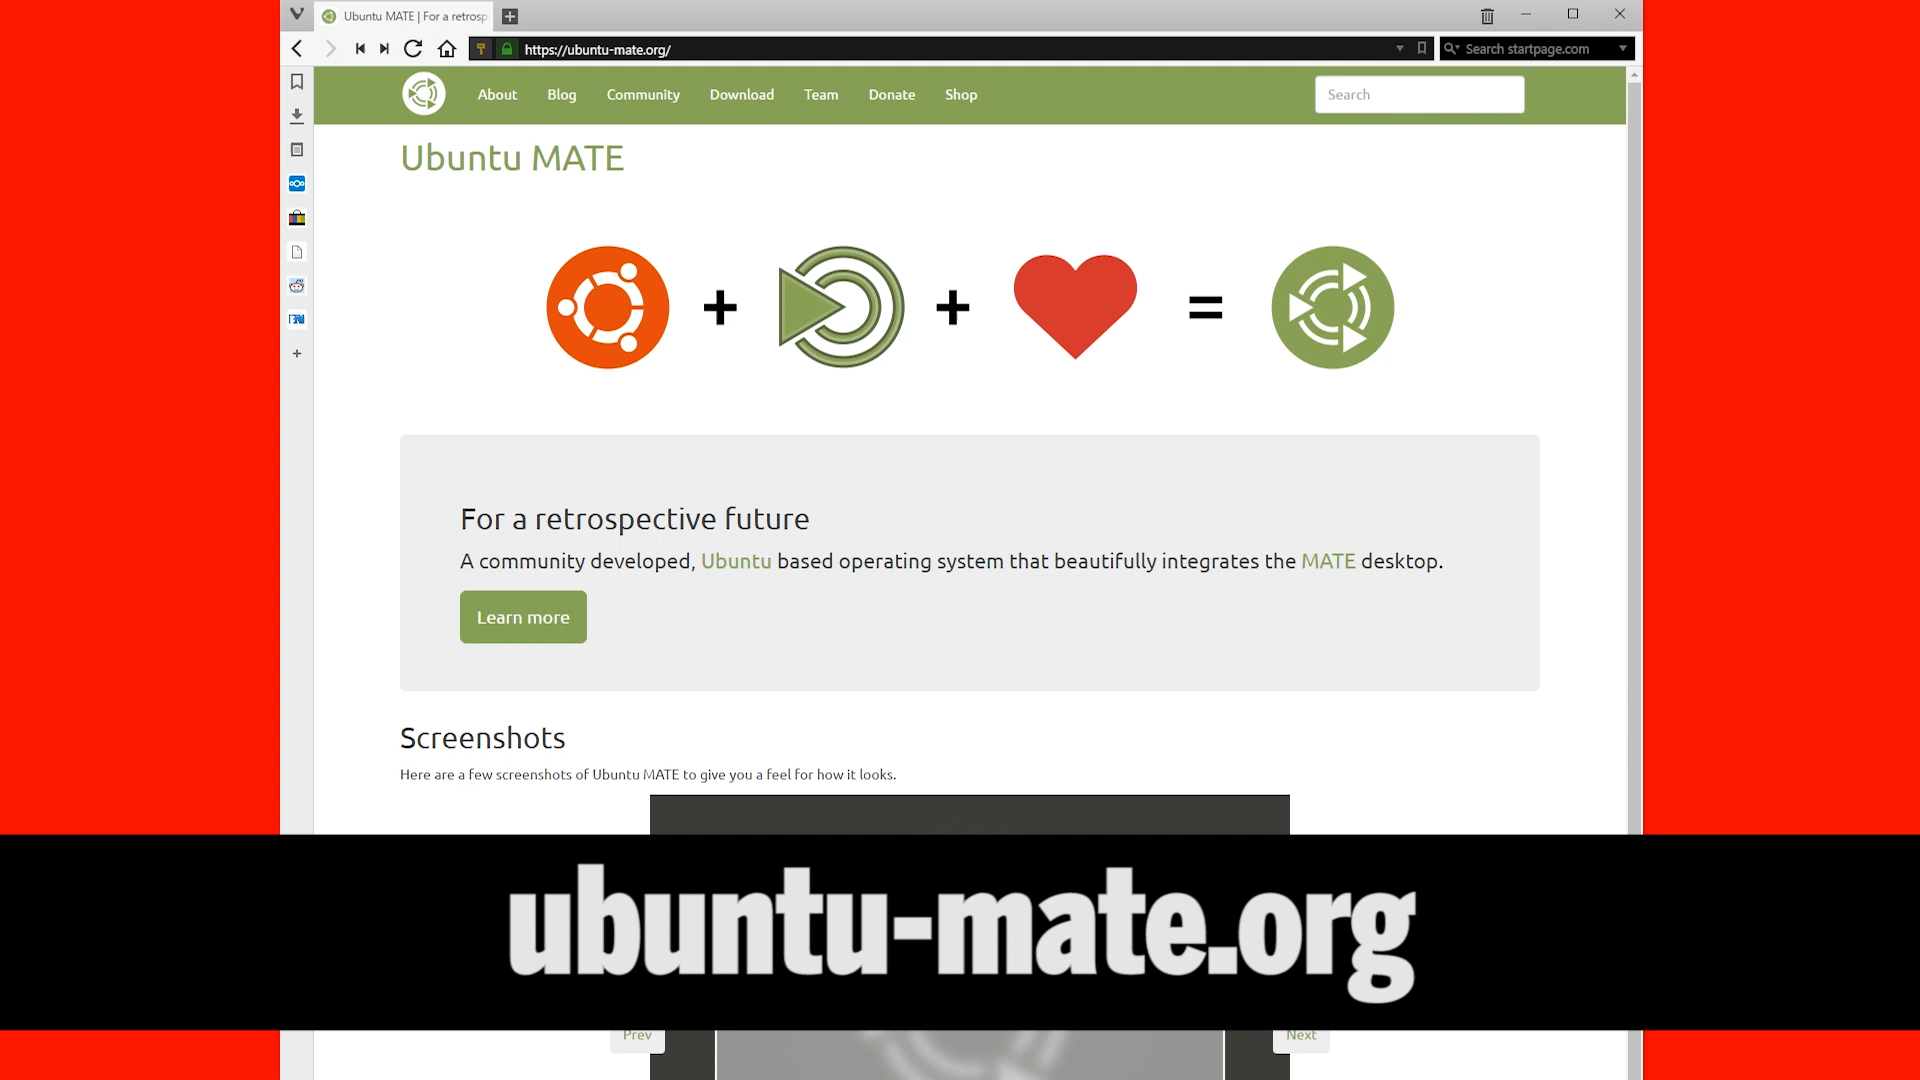 Ubuntu MATE | For a retrosp
https://ubuntu-mate.org/
Search startpage.com
About Blog Community Download Team Donate Shop
Search
Ubuntu MATE
+ + =
For a retrospective future
A community developed, Ubuntu based operating system that beautifully integrates the MATE desktop.
Learn more
Screenshots
Here are a few screenshots of Ubuntu MATE to give you a feel for how it looks.
ubuntu-mate.org
Prev
Next